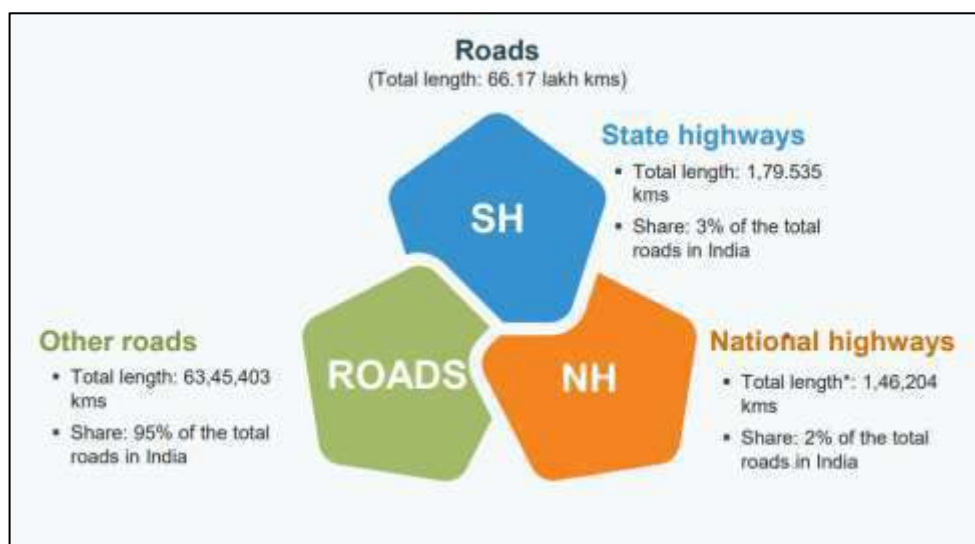 Roads
(Total length: 66.17 lakh kms)
State highways
▪ Total length: 1,79.535
kms
▪ Share: 3% of the total
roads in India
SH
Other roads
▪ Total length: 63,45,403
kms
▪ Share: 95% of the total
roads in India
ROADS
NH
National highways
▪ Total length*: 1,46,204
kms
▪ Share: 2% of the total
roads in India